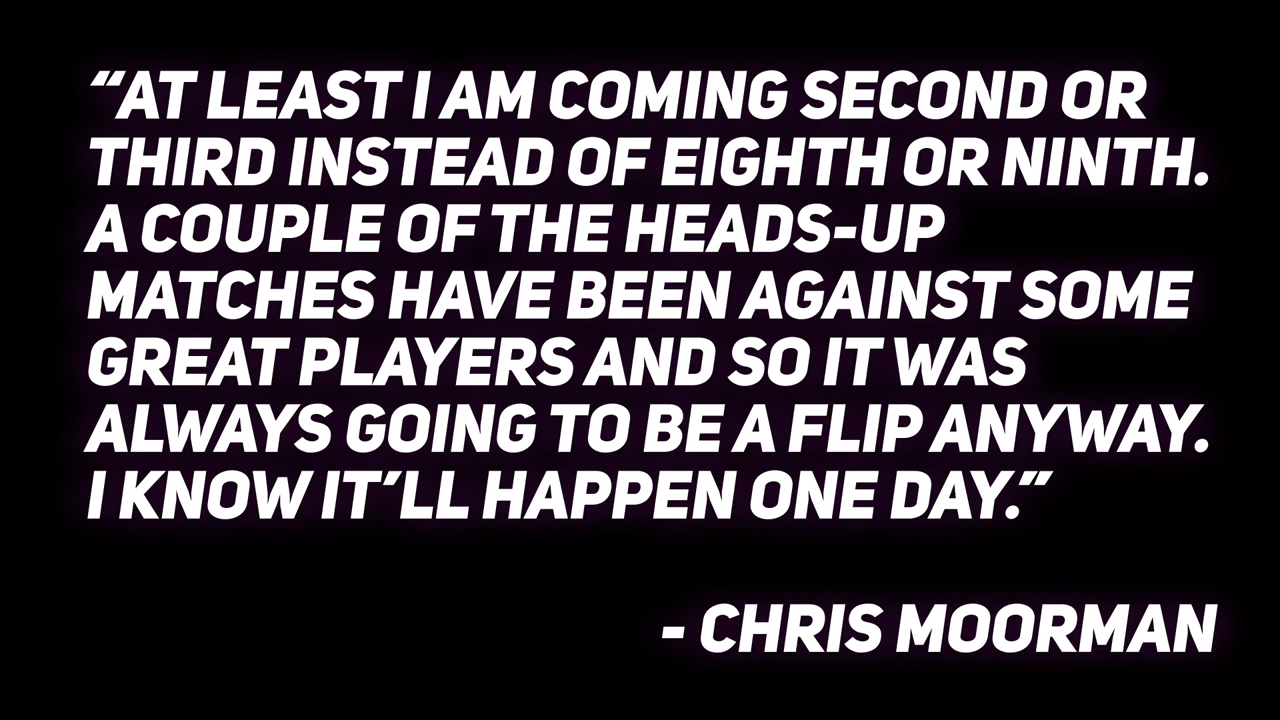 “AT LEAST I AM COMING SECOND OR
THIRD INSTEAD OF EIGHTH OR NINTH.
A COUPLE OF THE HEADS-UP
MATCHES HAVE BEEN AGAINST SOME
GREAT PLAYERS AND SO IT WAS
ALWAYS GOING TO BE A FLIP ANYWAY.
I KNOW IT’LL HAPPEN ONE DAY.”
- CHRIS MOORMAN